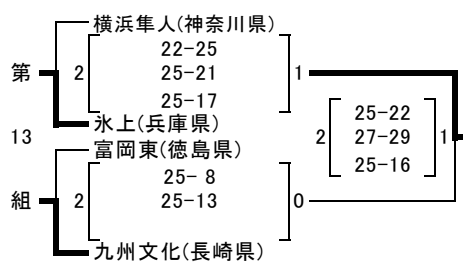 横浜隼人(神奈川県)
22-25
第 2 25-21 1
25-17
氷上(兵庫県)
25-22
13 2 27-29 1
富岡東(徳島県)
25-16
25- 8
組 2 25-13 0
九州文化(長崎県)